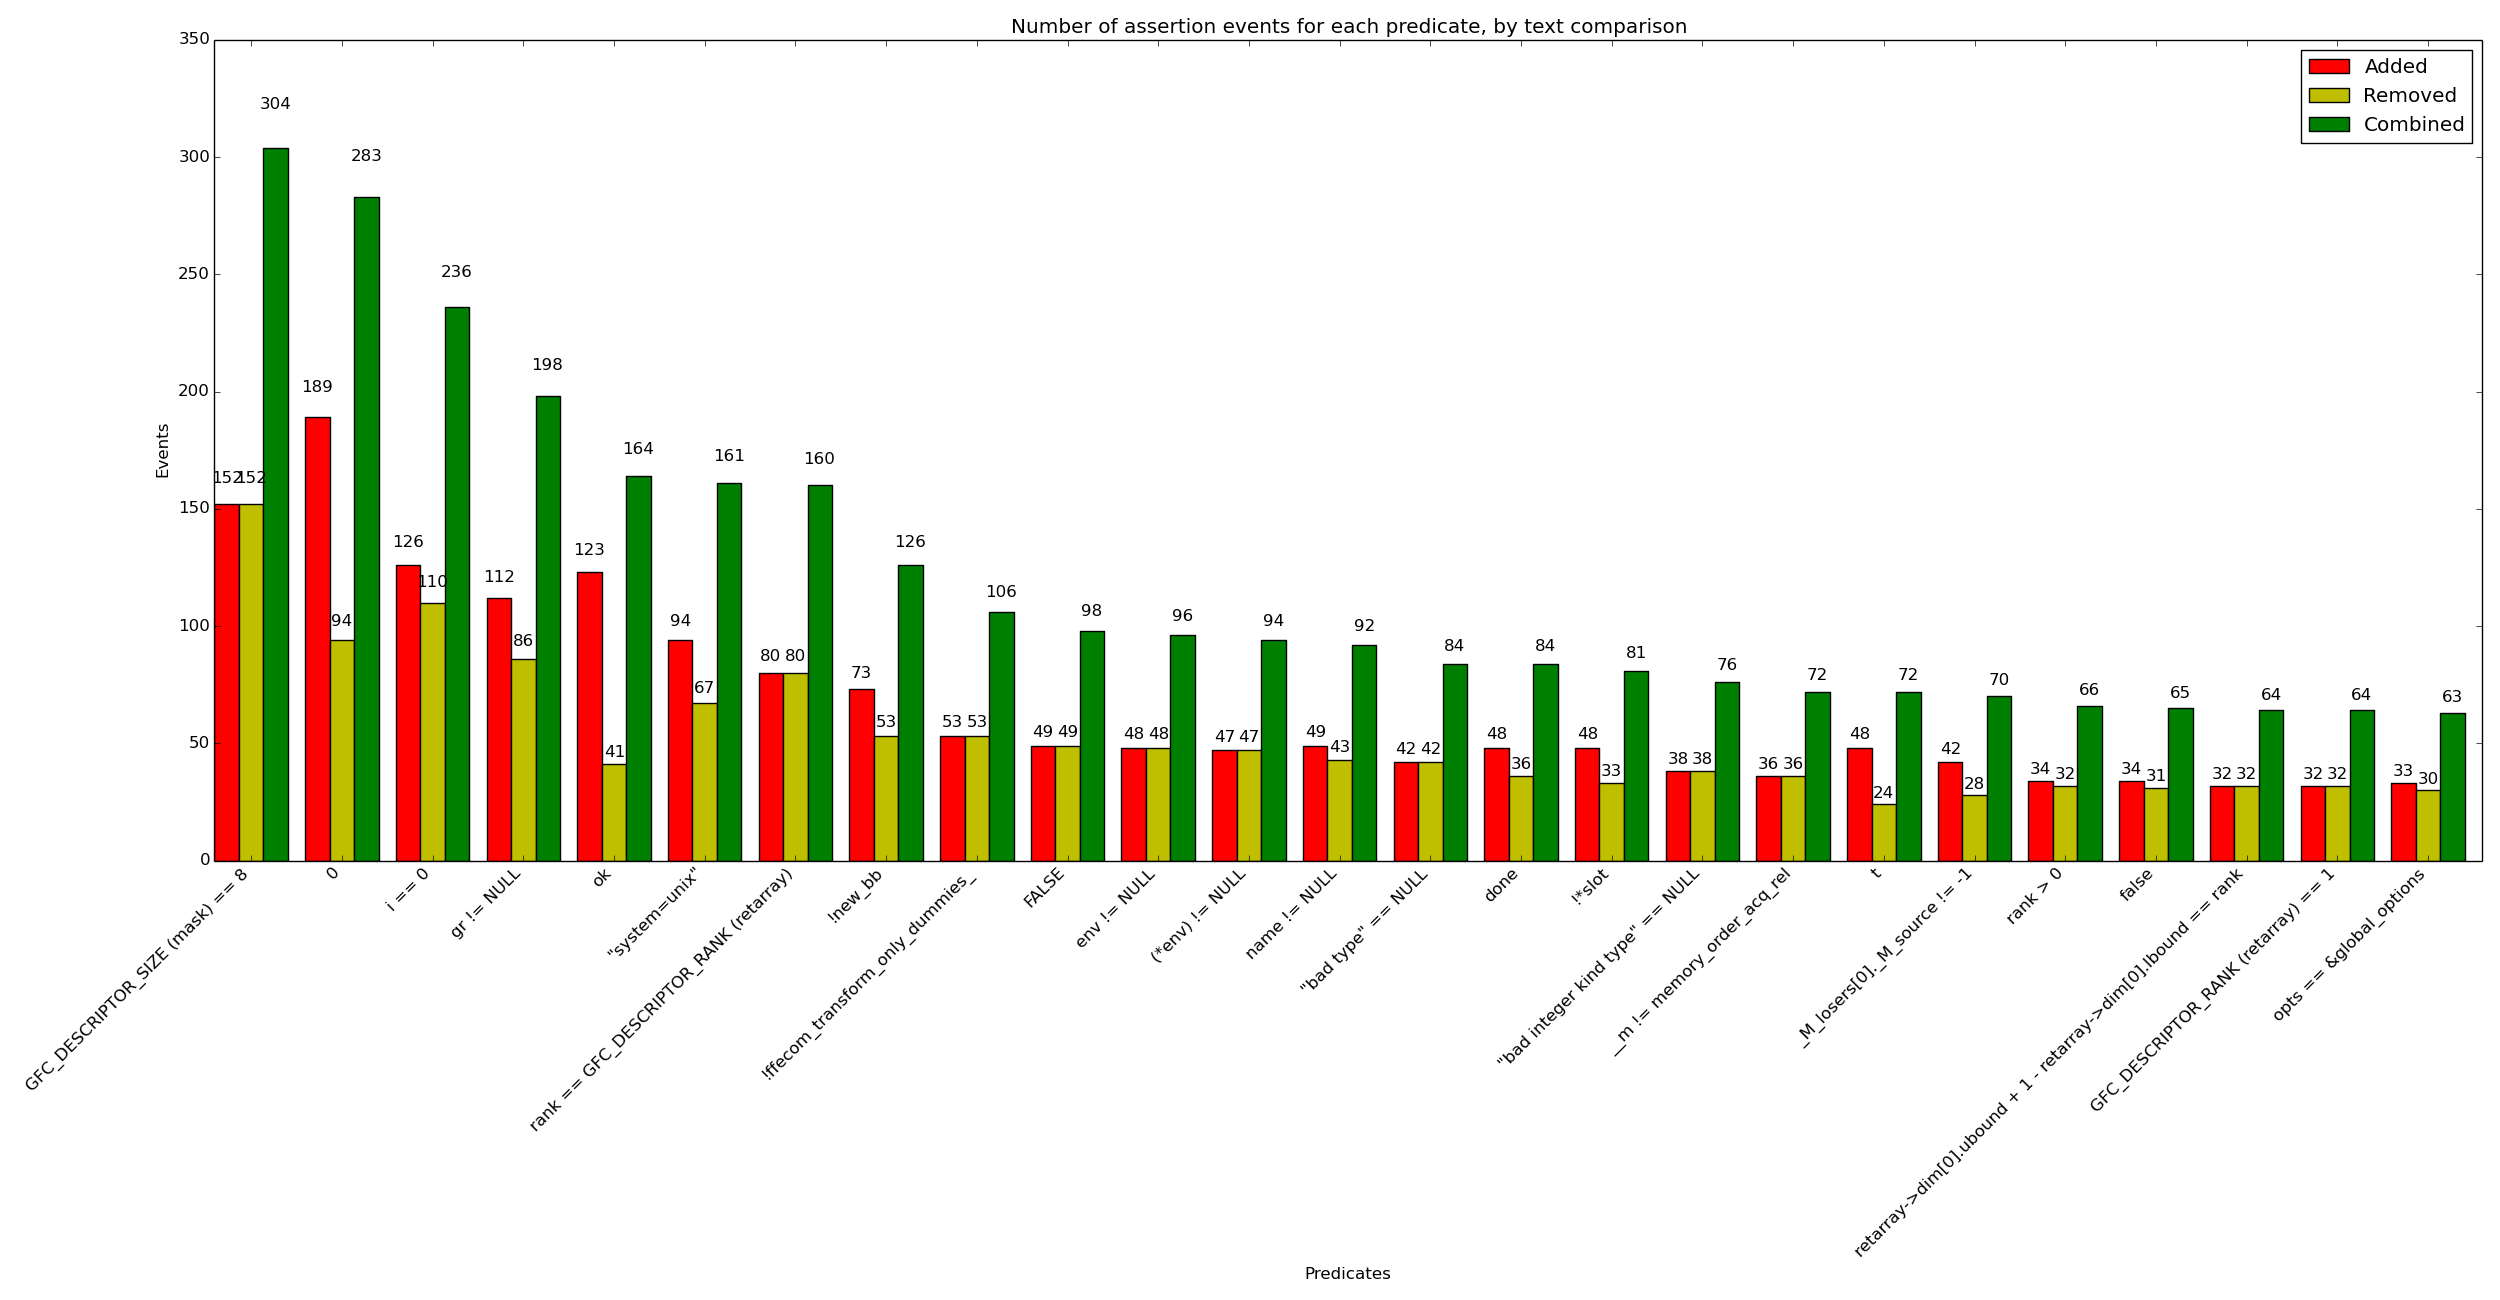 Number of assertion events for each predicate, by text comparison
Added
Removed
Combined
Events
350
300
250
200
150
100
50
0
152 152 304
189 94 283
126 110 236
112 86 198
123 41 164
94 67 161
80 80 160
73 53 126
53 53 106
49 49 98
48 48 96
47 47 94
49 43 92
42 42 84
48 36 84
48 33 81
38 38 76
36 36 72
48 24 72
42 28 70
34 32 66
34 31 65
32 32 64
32 32 64
33 30 63
GFC_DESCRIPTOR_SIZE (mask) == 8
0
i == 0
gr != NULL
ok
"system=unix"
rank == GFC_DESCRIPTOR_RANK (retarray)
!new_bb
!ffecom_transform_only_dummies_
FALSE
env != NULL
(*env) != NULL
name != NULL
"bad type" == NULL
done
!*slot
"bad integer kind type" == NULL
__m != memory_order_acq_rel
t
_M_losers[0]._M_source != -1
rank > 0
false
retarray->dim[0].ubound + 1 - retarray->dim[0].lbound == rank
GFC_DESCRIPTOR_RANK (retarray) == 1
opts == &global_options
Predicates